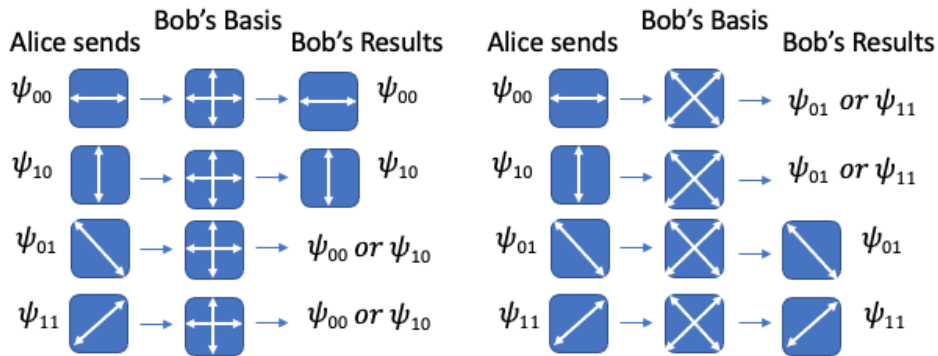 Bob's Basis
Alice sends Bob's Results
ψ₀₀ ψ₀₀
ψ₁₀ ψ₁₀
ψ₀₁ ψ₀₀ or ψ₁₀
ψ₁₁ ψ₀₀ or ψ₁₀
Bob's Basis
Alice sends Bob's Results
ψ₀₀ ψ₀₁ or ψ₁₁
ψ₁₀ ψ₀₁ or ψ₁₁
ψ₀₁ ψ₀₁
ψ₁₁ ψ₁₁